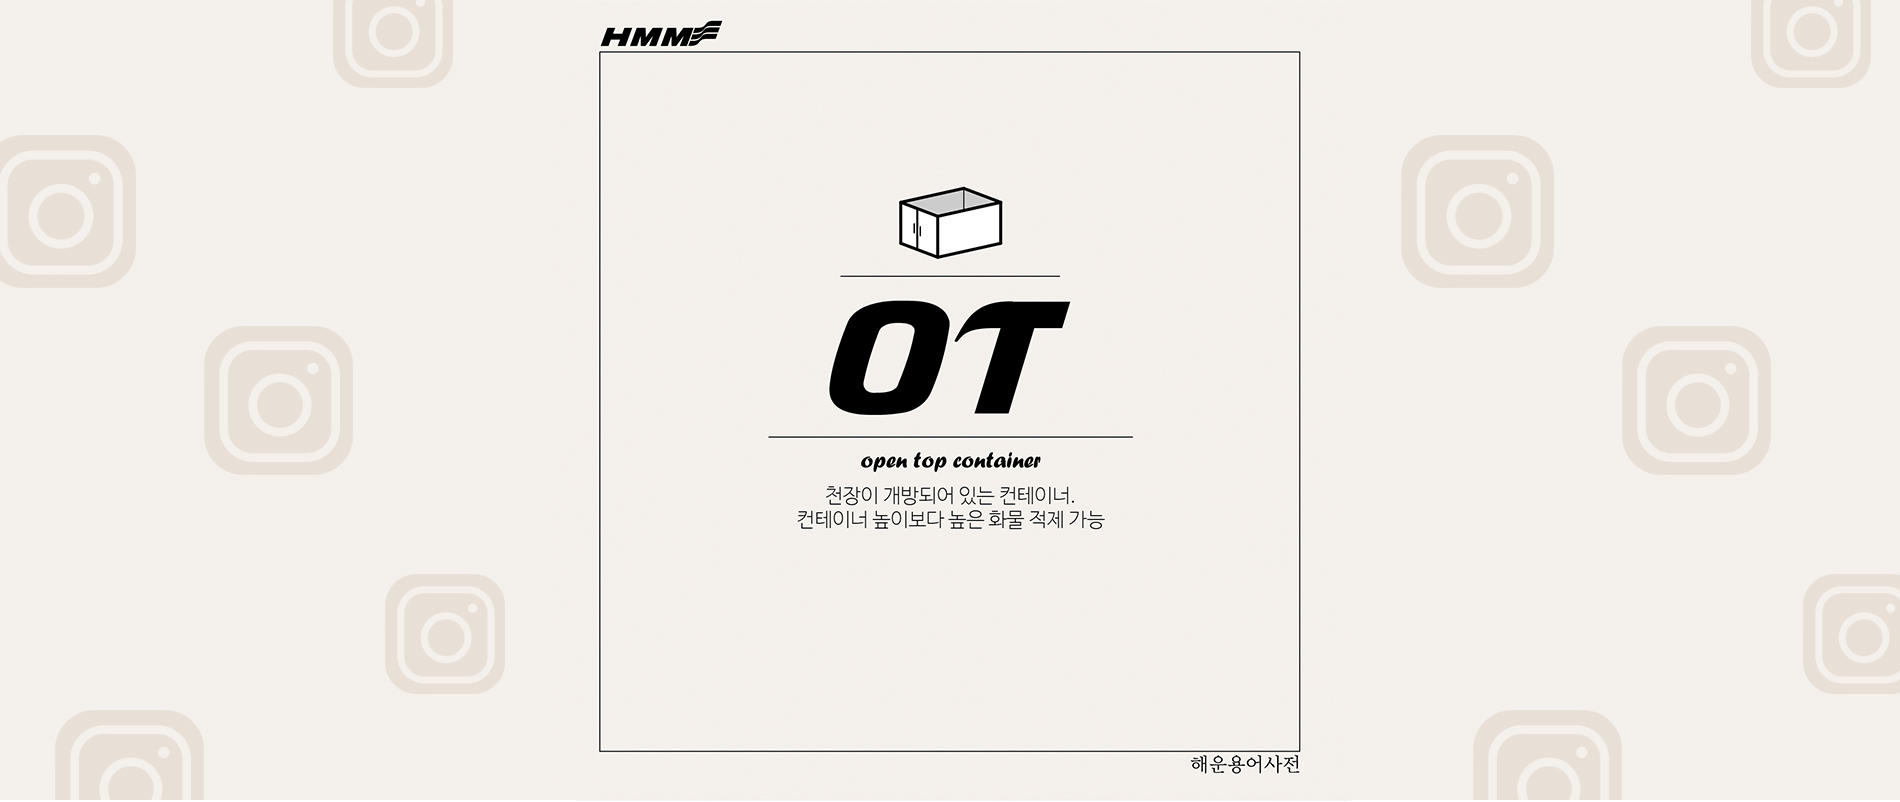 HMM
OT
open top container
천장이 개방되어 있는 컨테이너.
컨테이너 높이보다 높은 화물 적제 가능
해운용어사전